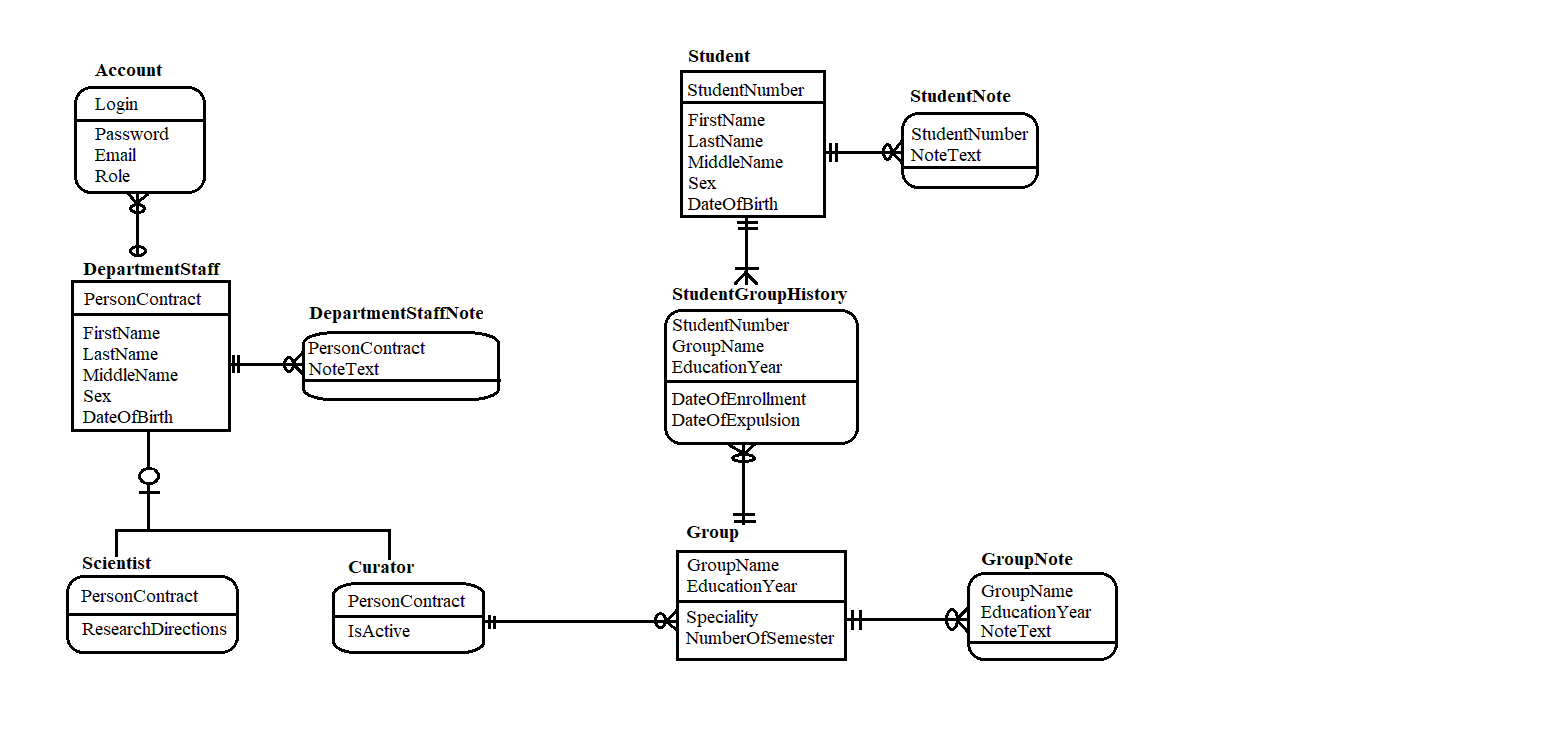 Account
Login
Password
Email
Role
DepartmentStaff
PersonContract
FirstName
LastName
MiddleName
Sex
DateOfBirth
DepartmentStaffNote
PersonContract
NoteText
Scientist
PersonContract
ResearchDirections
Curator
PersonContract
IsActive
Student
StudentNumber
FirstName
LastName
MiddleName
Sex
DateOfBirth
StudentNote
StudentNumber
NoteText
StudentGroupHistory
StudentNumber
GroupName
EducationYear
DateOfEnrollment
DateOfExpulsion
Group
GroupName
EducationYear
Speciality
NumberOfSemester
GroupNote
GroupName
EducationYear
NoteText